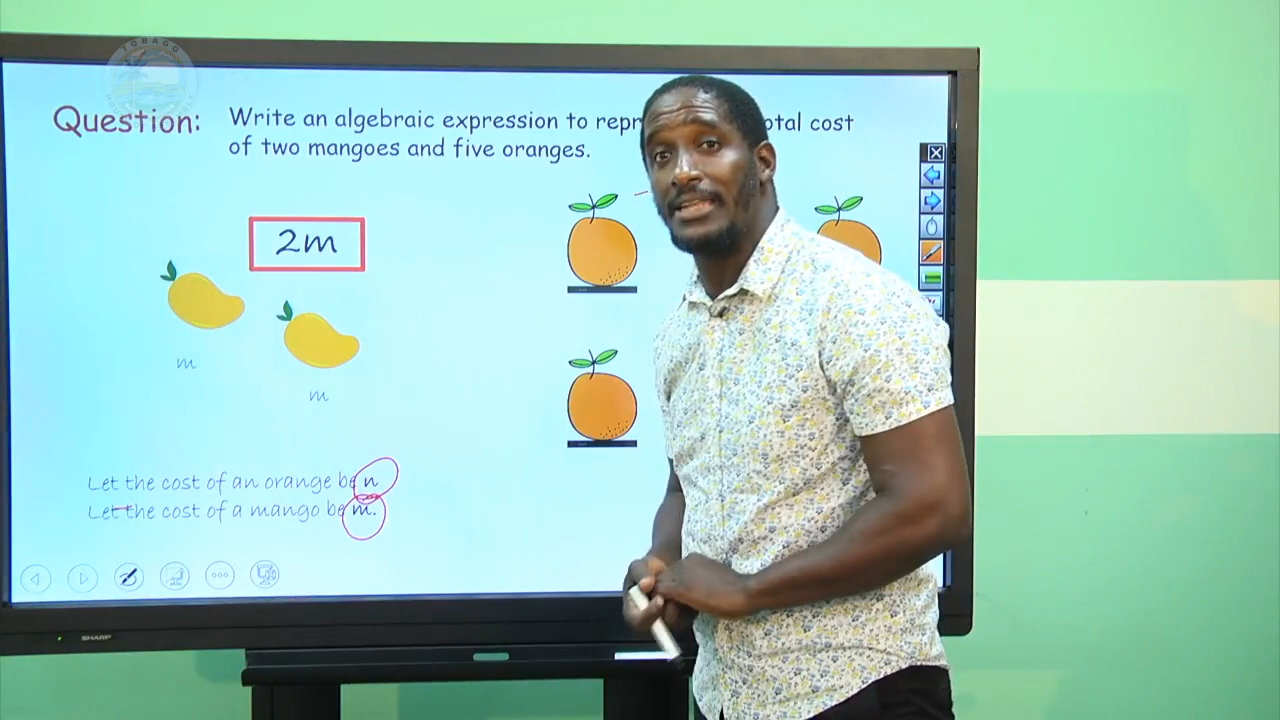 TOBAGO
Question: Write an algebraic expression to otal cost
of two mangoes and five oranges.
2m
m
m
Let the cost of an orange be n
Let the cost of a mango be m.
SHARP